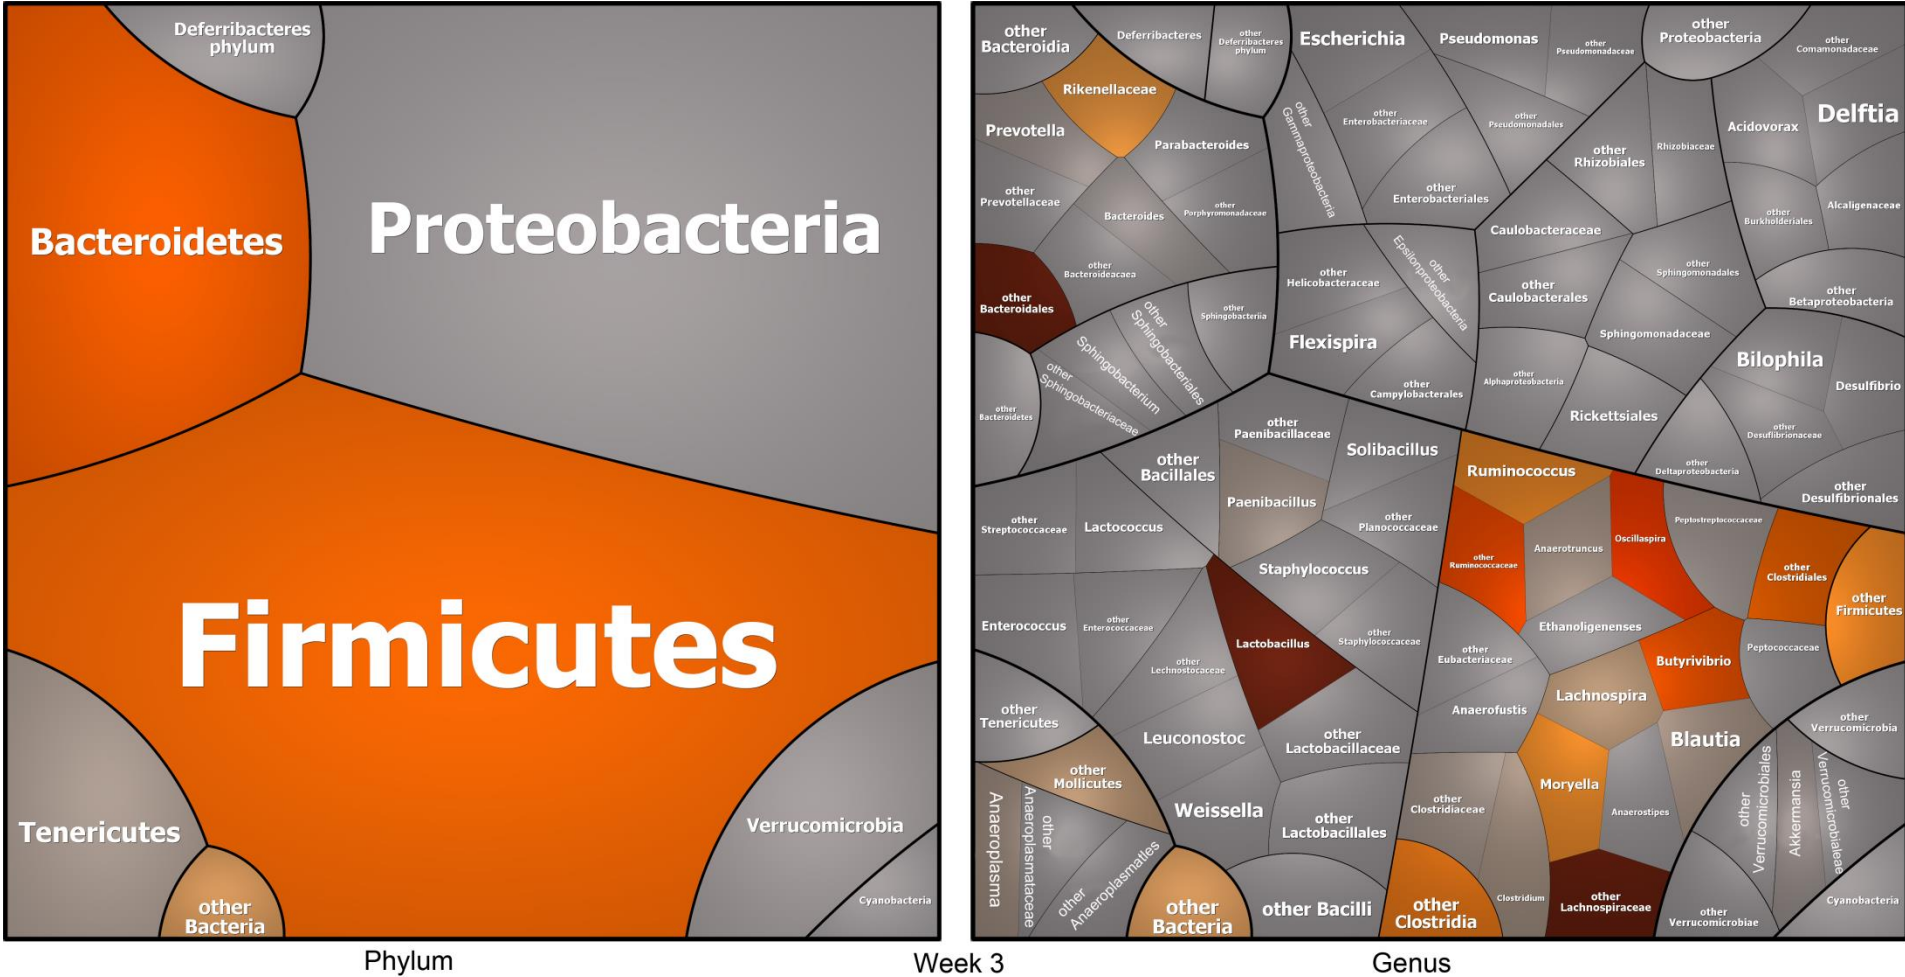 Deferribacteres
phylum
Bacteroidetes
Proteobacteria
Firmicutes
Tenericutes
Verrucomicrobia
other
Bacteria
Cyanobacteria
other
Bacteroidia
Deferribacteres
other
Deferribacteres
phylum
Rikenellaceae
Prevotella
Parabacteroides
other
Prevotellaceae
Bacteroides
other
Porphyromonadaceae
other
Bacteroideacaea
other
Bacteroidales
other
Sphingobacteriia
other
Sphingobacteriales
Sphingobacterium
other
Sphingobacteriaceae
other
Bacteroidetes
Escherichia
Pseudomonas
other
Pseudomonadaceae
other
Proteobacteria
other
Comamonadaceae
other
Gammaproteobacteria
other
Enterobacteriaceae
other
Pseudomonadales
other
Enterobacteriales
other
Rhizobiales
Rhizobiaceae
Acidovorax
Delftia
other
Burkholderiales
Alcaligenaceae
other
Betaproteobacteria
other
Helicobacteraceae
other
Epsilonproteobacteria
Flexispira
other
Campylobacterales
Caulobacteraceae
other
Caulobacterales
other
Sphingomonadales
Sphingomonadaceae
other
Alphaproteobacteria
Rickettsiales
Bilophila
Desulfibrio
other
Desuflibrionaceae
other
Deltaproteobacteria
other
Desulfibrionales
other
Bacillales
other
Paenibacillaceae
Solibacillus
Paenibacillus
other
Planococcaceae
other
Streptococcaceae
Lactococcus
Staphylococcus
other
Staphylococcaceae
Enterococcus
other
Enterococcaceae
other
Lechnostocaceae
Lactobacillus
Leuconostoc
other
Lactobacillaceae
Weissella
other
Lactobacillales
other Bacilli
Ruminococcus
other
Ruminococcaceae
Anaerotruncus
Oscillaspira
Peptostreptococcaceae
other
Clostridiales
other
Firmicutes
Ethanoligenenses
other
Eubacteriaceae
Butyrivibrio
Peptococcaceae
Lachnospira
Anaerofustis
Blautia
Moryella
Anaerostipes
other
Clostridiaceae
Clostridium
other
Lachnospiraceae
other
Clostridia
other
Tenericutes
other
Mollicutes
Anaeroplasma
other
Anaeroplasmataceae
other
Anaeroplasmatles
other
Bacteria
other
Verrucomicrobia
other
Verrucomicrobiales
Akermansia
other
Verrucomicrobialeae
other
Verrucomicrobiae
Cyanobacteria
Phylum
Week 3
Genus